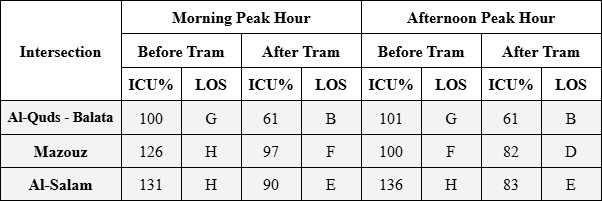 Intersection Morning Peak Hour Afternoon Peak Hour
Before Tram After Tram Before Tram After Tram
ICU% LOS ICU% LOS ICU% LOS ICU% LOS
Al-Quds - Balata 100 G 61 B 101 G 61 B
Mazouz 126 H 97 F 100 F 82 D
Al-Salam 131 H 90 E 136 H 83 E